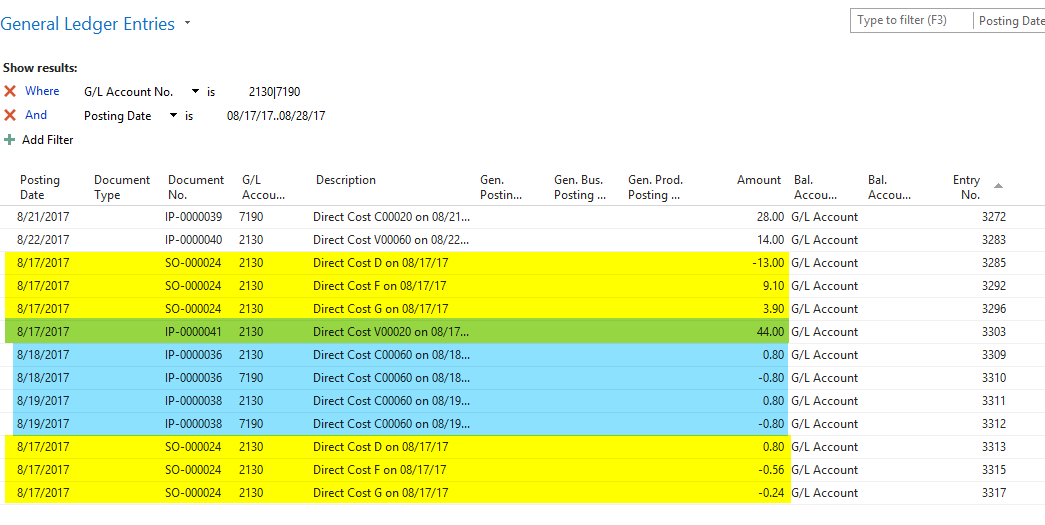 General Ledger Entries
Type to filter (F3) Posting Date
Show results:
Where G/L Account No. is 2130|7190
And Posting Date is 08/17/17..08/28/17
Add Filter
Posting Document Document G/L Description Gen. Gen. Bus. Gen. Prod. Amount Bal. Bal. Entry
Date Type No. Accou... Postin... Posting ... Posting ... Accou... Accou... No.
8/21/2017 IP-0000039 7190 Direct Cost C00020 on 08/21... 28.00 G/L Account 3272
8/22/2017 IP-0000040 2130 Direct Cost V00060 on 08/22... 14.00 G/L Account 3283
8/17/2017 SO-000024 2130 Direct Cost D on 08/17/17 -13.00 G/L Account 3285
8/17/2017 SO-000024 2130 Direct Cost F on 08/17/17 9.10 G/L Account 3292
8/17/2017 SO-000024 2130 Direct Cost G on 08/17/17 3.90 G/L Account 3296
8/17/2017 IP-0000041 2130 Direct Cost V00020 on 08/17... 44.00 G/L Account 3303
8/18/2017 IP-0000036 2130 Direct Cost C00060 on 08/18... 0.80 G/L Account 3309
8/18/2017 IP-0000036 7190 Direct Cost C00060 on 08/18... -0.80 G/L Account 3310
8/19/2017 IP-0000038 2130 Direct Cost C00060 on 08/19... 0.80 G/L Account 3311
8/19/2017 IP-0000038 7190 Direct Cost C00060 on 08/19... -0.80 G/L Account 3312
8/17/2017 SO-000024 2130 Direct Cost D on 08/17/17 0.80 G/L Account 3313
8/17/2017 SO-000024 2130 Direct Cost F on 08/17/17 -0.56 G/L Account 3315
8/17/2017 SO-000024 2130 Direct Cost G on 08/17/17 -0.24 G/L Account 3317